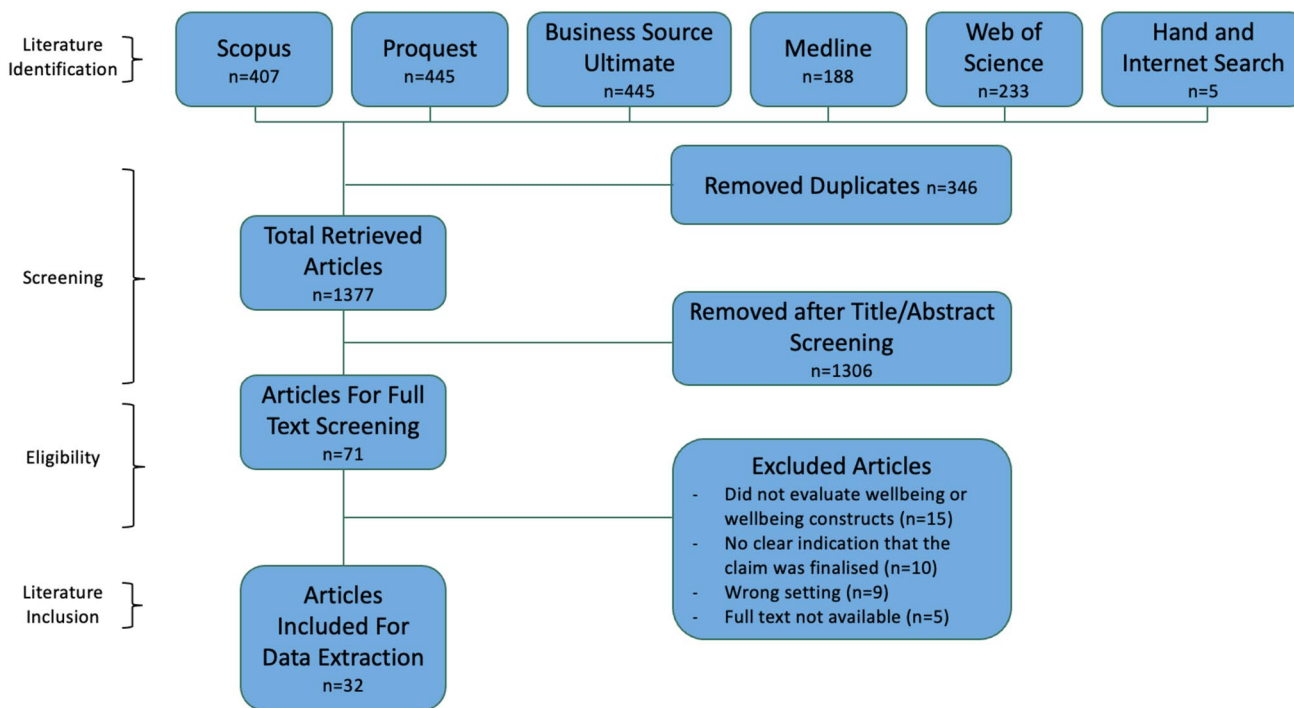 Literature
Identification
Scopus
n=407
Proquest
n=445
Business Source
Ultimate
n=445
Medline
n=188
Web of
Science
n=233
Hand and
Internet Search
n=5
Screening
Removed Duplicates n=346
Total Retrieved
Articles
n=1377
Removed after Title/Abstract
Screening
n=1306
Eligibility
Articles For Full
Text Screening
n=71
Excluded Articles
- Did not evaluate wellbeing or
wellbeing constructs (n=15)
- No clear indication that the
claim was finalised (n=10)
- Wrong setting (n=9)
- Full text not available (n=5)
Literature
Inclusion
Articles
Included For
Data Extraction
n=32